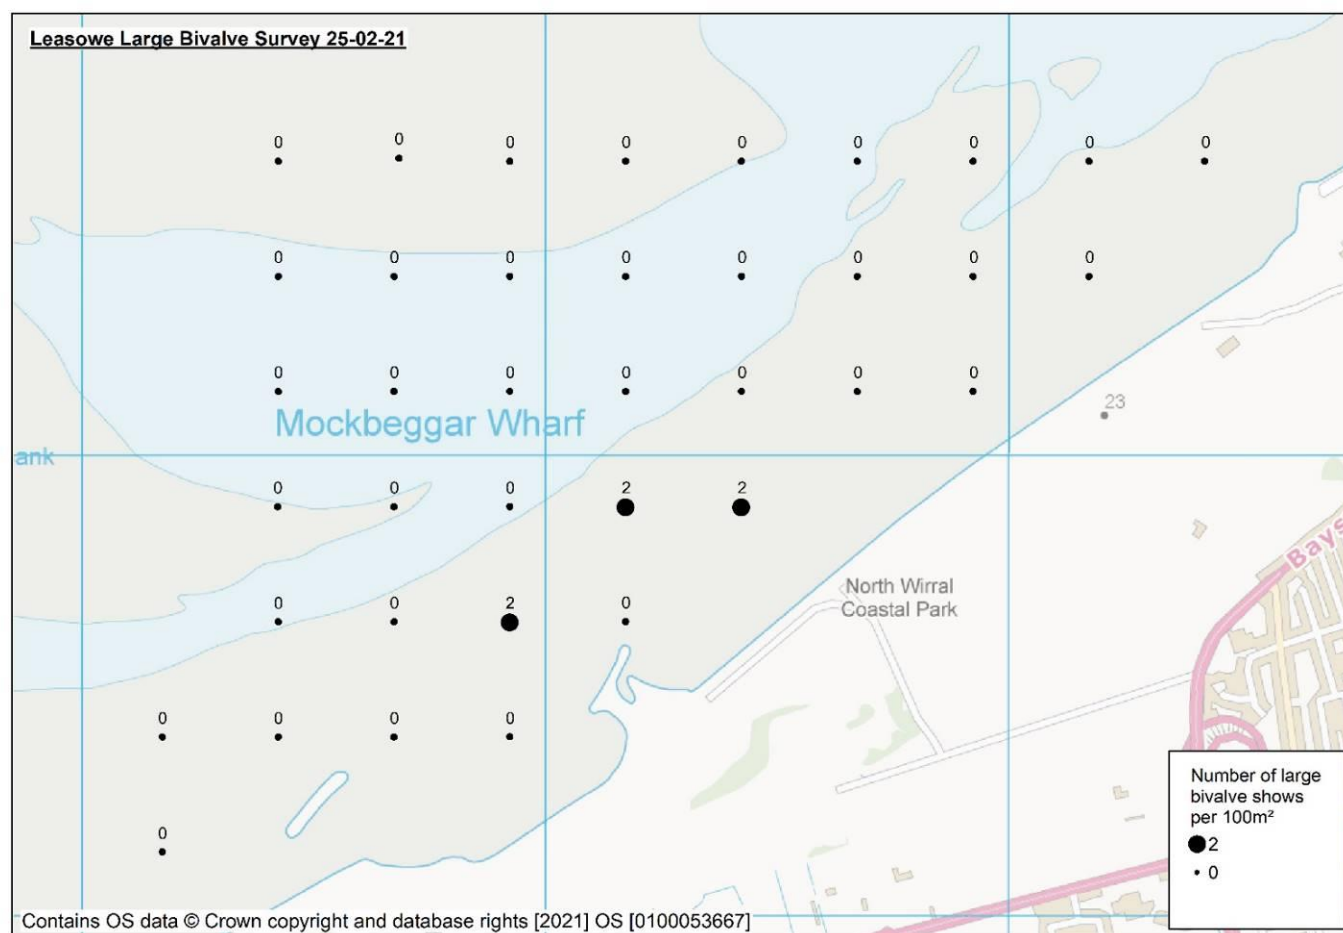 Leasowe Large Bivalve Survey 25-02-21
0 0 0 0 0 0 0 0 0
0 0 0 0 0 0 0 0
0 0 0 0 0 0 0
23
Mockbeggar Wharf
ank
0 0 0 2 2
Bays
0 0 2 0
North Wirral
Coastal Park
0 0 0 0
0
Number of large
bivalve shows
per 100m²
2
0
Contains OS data © Crown copyright and database rights [2021] OS [0100053667]